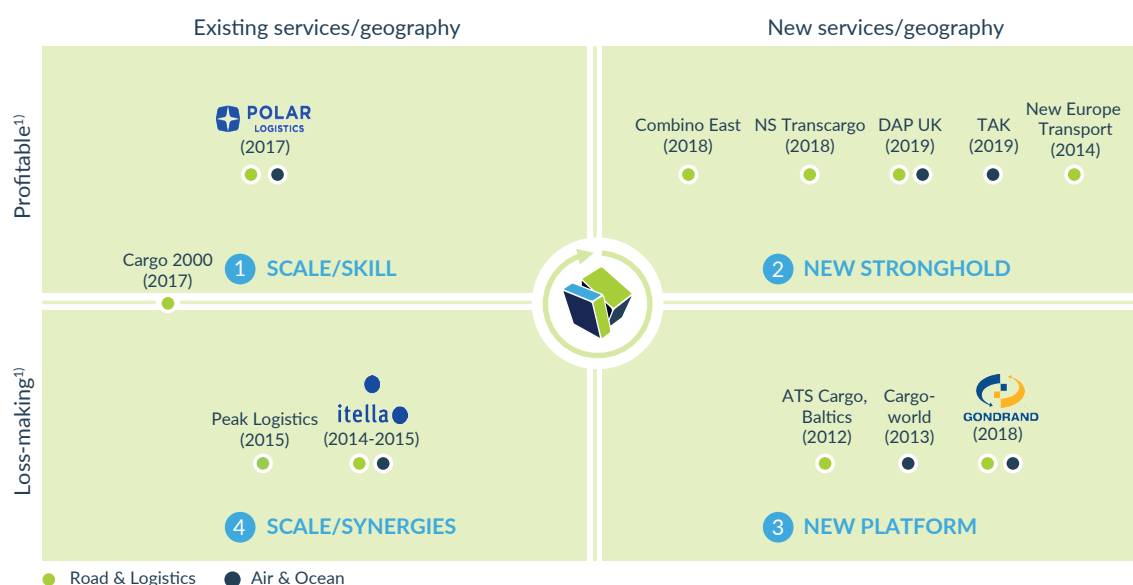 Existing services/geography
New services/geography
Profitable1)
POLAR
LOGISTICS
(2017)
Cargo 2000
(2017)
1 SCALE/SKILL
Combino East
(2018)
NS Transcargo
(2018)
DAP UK
(2019)
TAK
(2019)
New Europe
Transport
(2014)
2 NEW STRONGHOLD
Loss-making1)
Peak Logistics
(2015)
itella
(2014-2015)
4 SCALE/SYNERGIES
ATS Cargo,
Baltics
(2012)
Cargo-
world
(2013)
GONDRAND
(2018)
3 NEW PLATFORM
Road & Logistics
Air & Ocean